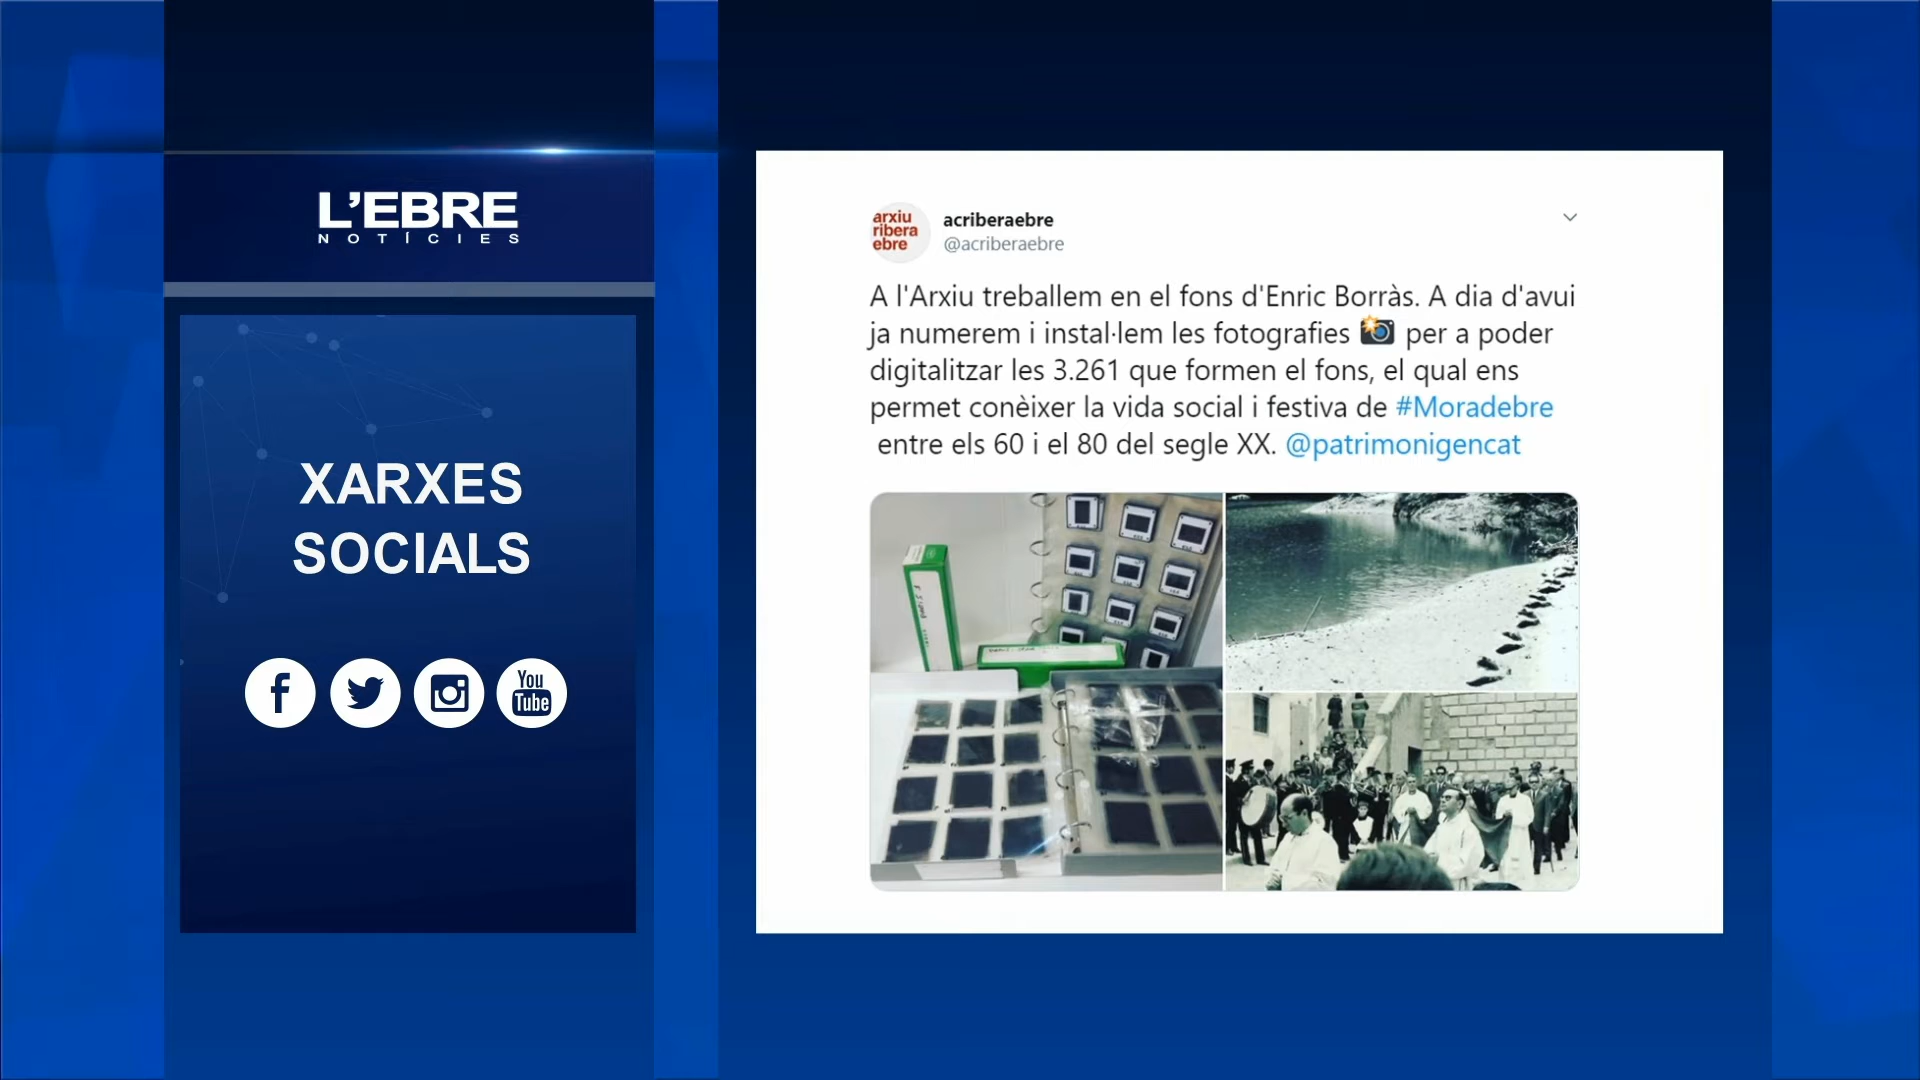 L'EBRE
NOTÍCIES
XARXES
SOCIALS
You
Tube
arxiu
ribera
ebre
acriberaebre
@acriberaebre
A l'Arxiu treballem en el fons d'Enric Borràs. A dia d'avui
ja numerem i instal·lem les fotografies 📸 per a poder
digitalitzar les 3.261 que formen el fons, el qual ens
permet conèixer la vida social i festiva de #Moradebre
entre els 60 i el 80 del segle XX. @patrimonigencat